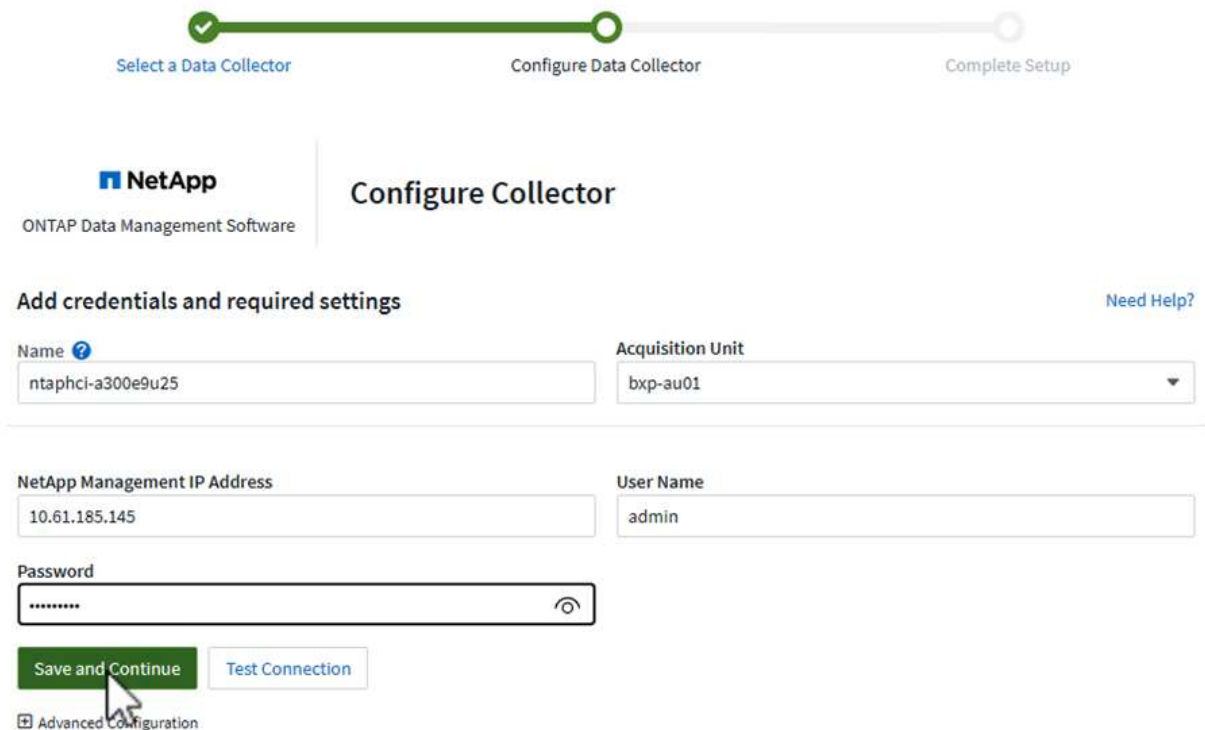 Select a Data Collector
Configure Data Collector
Complete Setup
NetApp
ONTAP Data Management Software
Configure Collector
Add credentials and required settings
Need Help?
Name ?
Acquisition Unit
ntaphci-a300e9u25
bxp-au01
NetApp Management IP Address
User Name
10.61.185.145
admin
Password
•••••••••
Save and Continue
Test Connection
Advanced Configuration